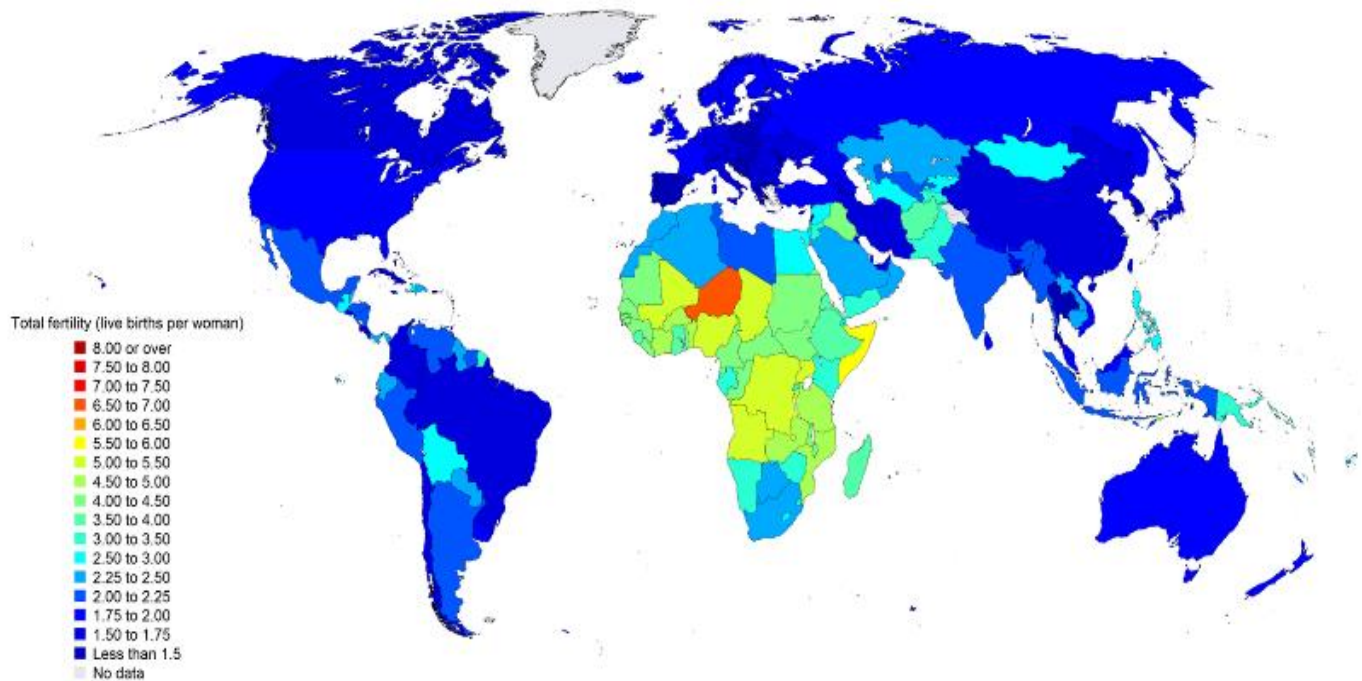 Total fertility (live births per woman)
8.00 or over
7.50 to 8.00
7.00 to 7.50
6.50 to 7.00
6.00 to 6.50
5.50 to 6.00
5.00 to 5.50
4.50 to 5.00
4.00 to 4.50
3.50 to 4.00
3.00 to 3.50
2.50 to 3.00
2.25 to 2.50
2.00 to 2.25
1.75 to 2.00
1.50 to 1.75
Less than 1.5
No data